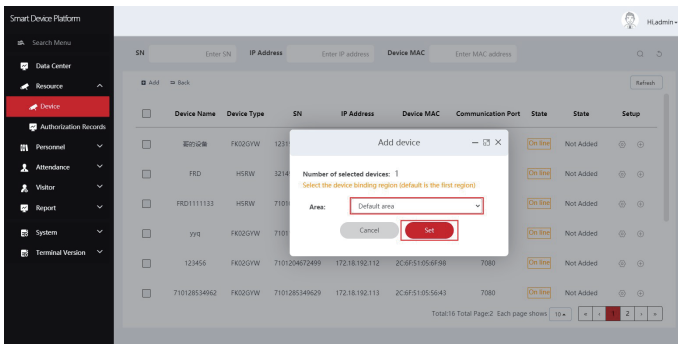 Smart Device Platform
HI,admin
Search Menu
SN Enter SN IP Address Enter IP address Device MAC Enter MAC address
Data Center
Resource
Add Back Refresh
Device
Device Name Device Type SN IP Address Device MAC Communication Port State State Setup
Authorization Records
Personnel
FK02GYW 1231 On line Not Added
Add device
Attendance
Number of selected devices: 1
FRD HSRW 3214 On line Not Added
Select the device binding region (default is the first region)
Visitor
Report
FRD1111133 HSRW 7101 On line Not Added
Area: Default area
System
yyq FK02GYW 7101 On line Not Added
Cancel Set
Terminal Version
123456 FK02GYW 7101204672499 172.18.192.112 2C:6F:51:05:6F:98 7080 On line Not Added
710128534962 FK02GYW 7101285349629 172.18.192.113 2C:6F:51:05:56:43 7080 On line Not Added
Total:16 Total Page:2 Each page shows 10 « ‹ 1 2 › »